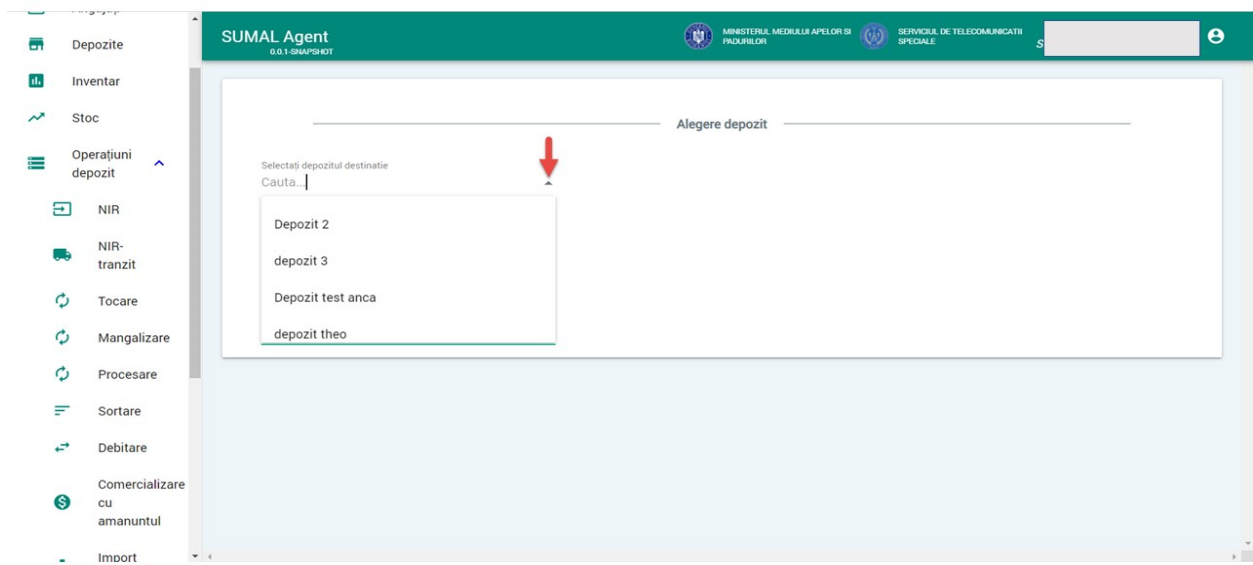 Depozite
Inventar
Stoc
Operațiuni
depozit
NIR
NIR-
tranzit
Tocare
Mangalizare
Procesare
Sortare
Debitare
Comercializare
cu
amanuntul
Import
SUMAL Agent
0.0.1-SNAPSHOT
MINISTERUL MEDIULUI APELOR SI
PADURILOR
SERVICIUL DE TELECOMUNICATII
SPECIALE
S
Alegere depozit
Selectați depozitul destinatie
Cauta...
Depozit 2
depozit 3
Depozit test anca
depozit theo